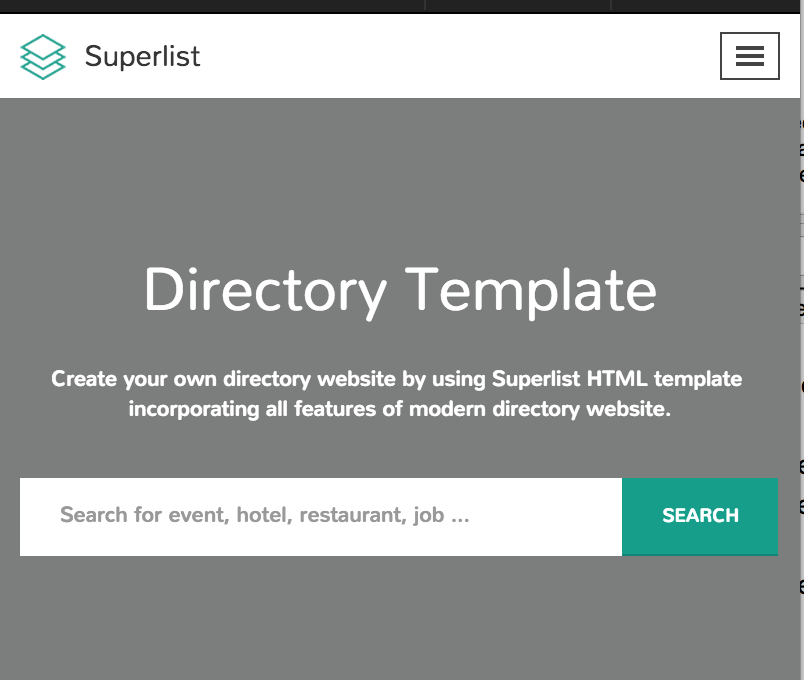 Superlist
Directory Template
Create your own directory website by using Superlist HTML template
incorporating all features of modern directory website.
Search for event, hotel, restaurant, job ...
SEARCH